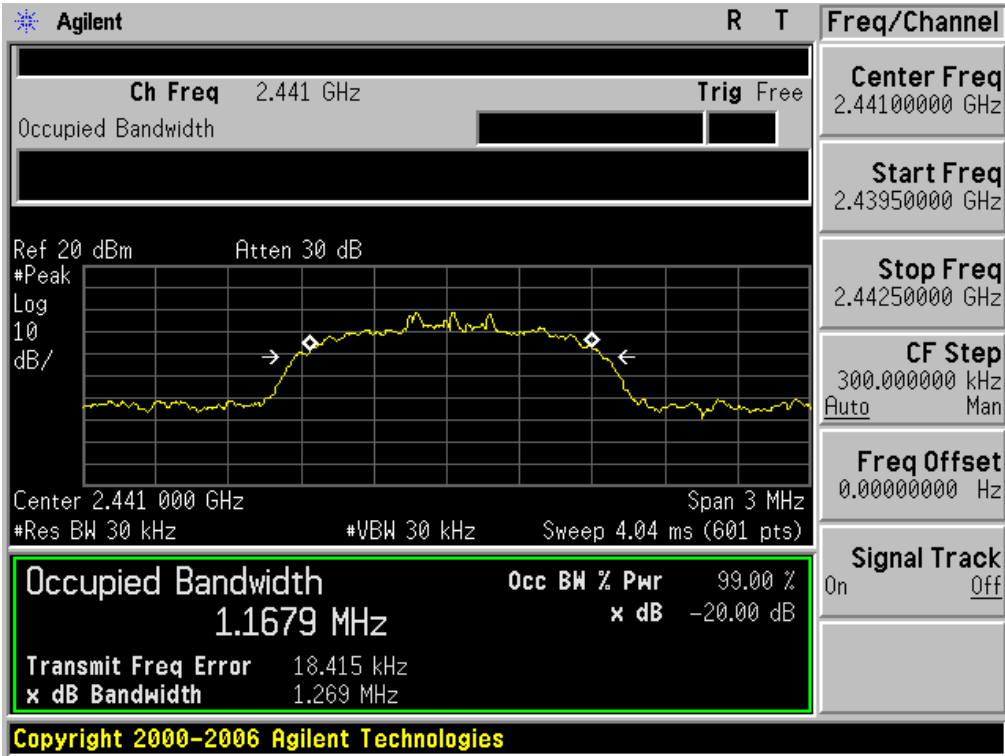 Agilent R T
Ch Freq 2.441 GHz Trig Free
Occupied Bandwidth
Ref 20 dBm Atten 30 dB
#Peak
Log
10
dB/
Center 2.441 000 GHz Span 3 MHz
#Res BW 30 kHz #VBW 30 kHz Sweep 4.04 ms (601 pts)
Occupied Bandwidth
1.1679 MHz
Occ BW % Pwr 99.00 %
x dB -20.00 dB
Transmit Freq Error 18.415 kHz
x dB Bandwidth 1.269 MHz
Copyright 2000-2006 Agilent Technologies
Freq/Channel
Center Freq
2.44100000 GHz
Start Freq
2.43950000 GHz
Stop Freq
2.44250000 GHz
CF Step
300.000000 kHz
Auto Man
Freq Offset
0.00000000 Hz
Signal Track
On Off